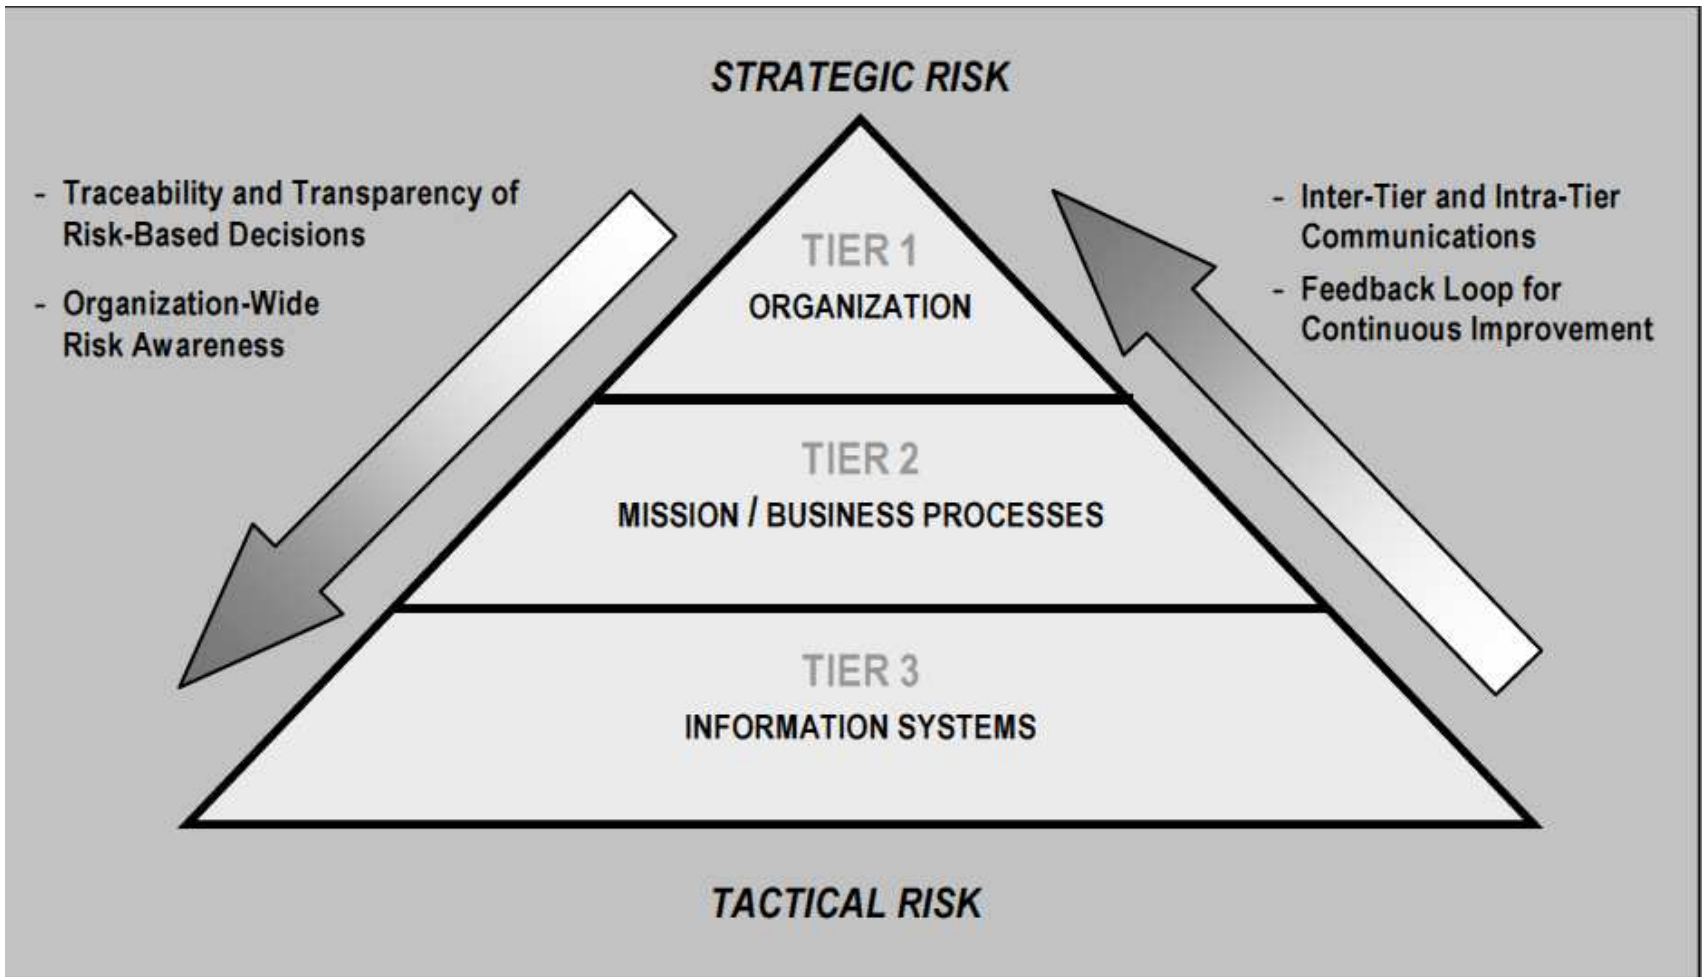 STRATEGIC RISK
- Traceability and Transparency of
Risk-Based Decisions
- Organization-Wide
Risk Awareness
- Inter-Tier and Intra-Tier
Communications
- Feedback Loop for
Continuous Improvement
TIER 1
ORGANIZATION
TIER 2
MISSION / BUSINESS PROCESSES
TIER 3
INFORMATION SYSTEMS
TACTICAL RISK